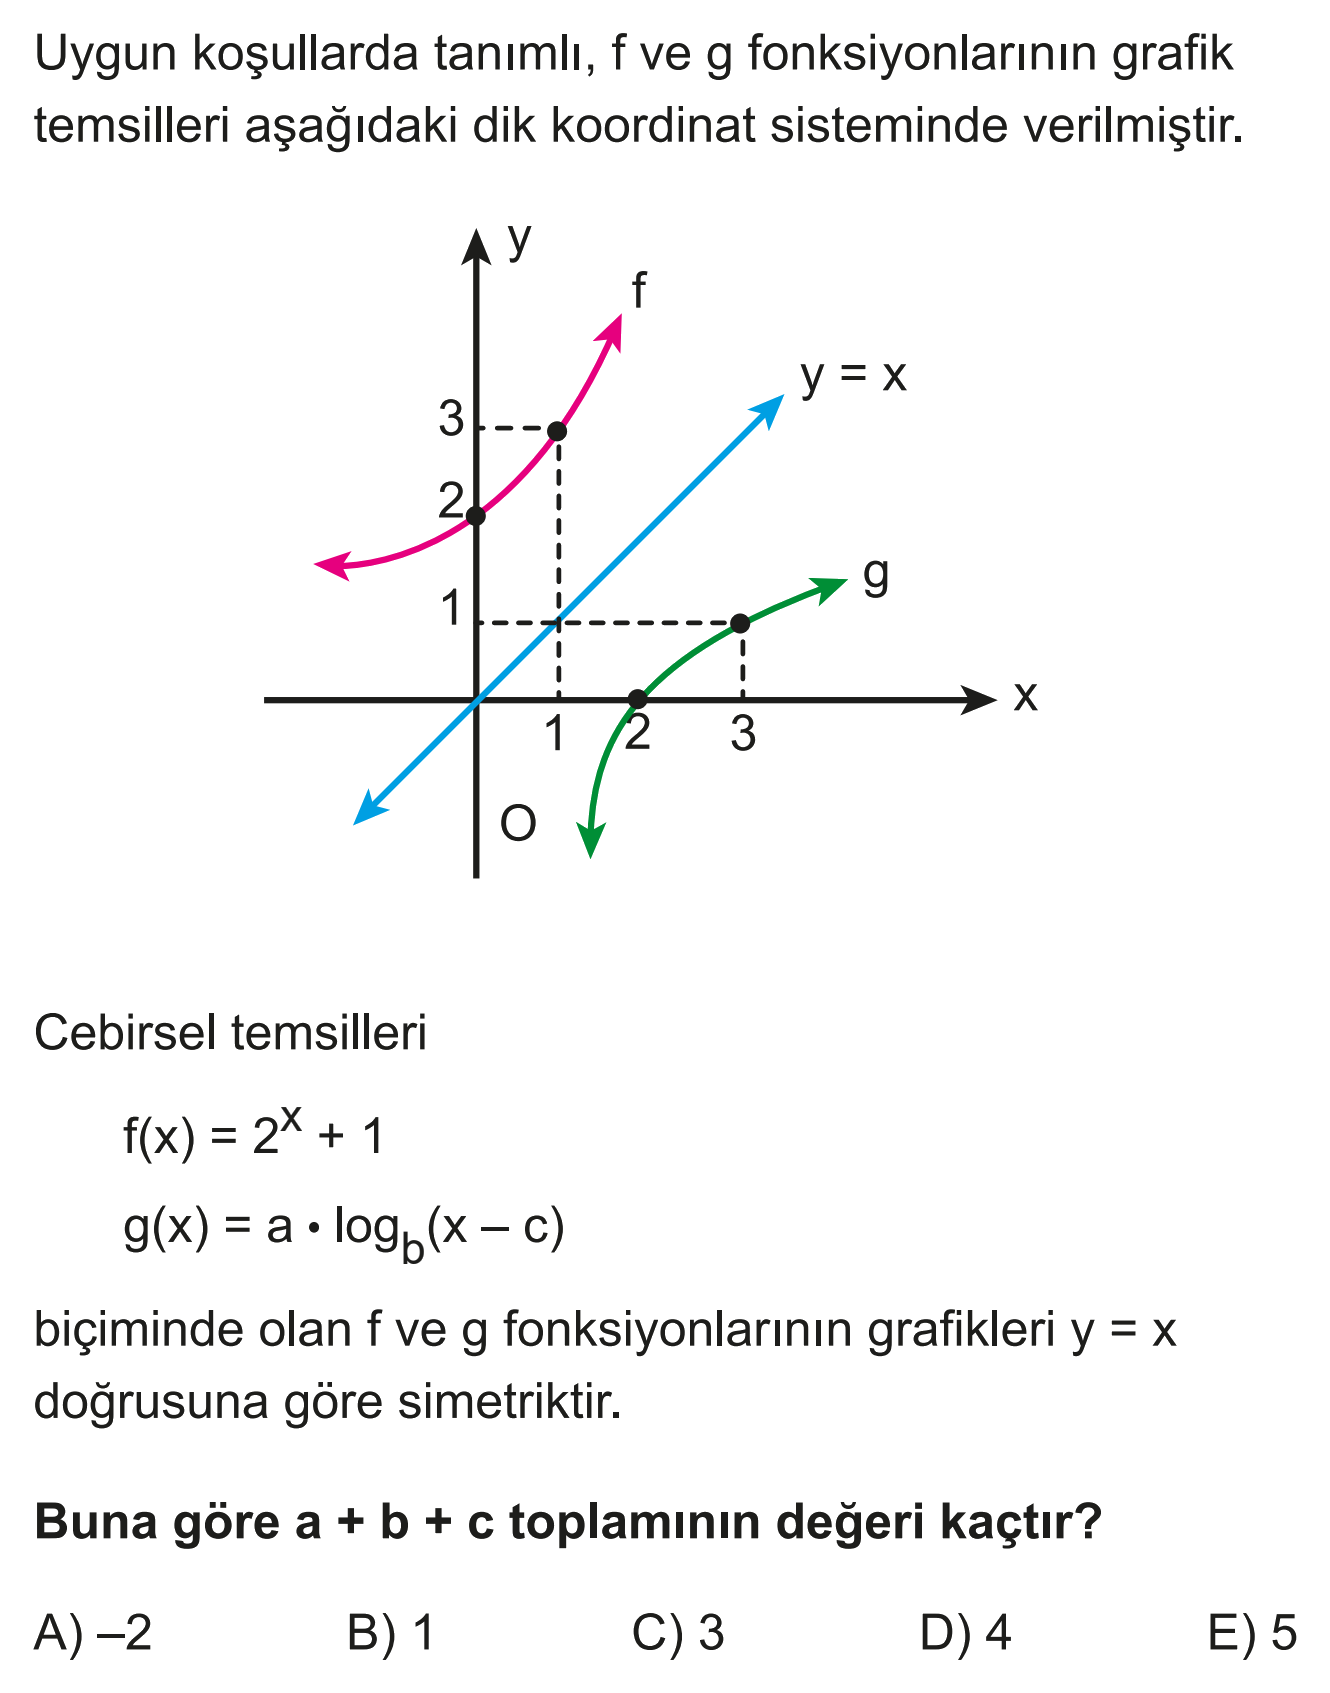 Uygun koşullarda tanımlı, f ve g fonksiyonlarının grafik
temsilleri aşağıdaki dik koordinat sisteminde verilmiştir.
y
f
y = x
3
2
1
g
x
1
2
3
O
Cebirsel temsilleri
f(x) = 2^x + 1
g(x) = a • log_b(x – c)
biçiminde olan f ve g fonksiyonlarının grafikleri y = x
doğrusuna göre simetriktir.
Buna göre a + b + c toplamının değeri kaçtır?
A) –2 B) 1 C) 3 D) 4 E) 5